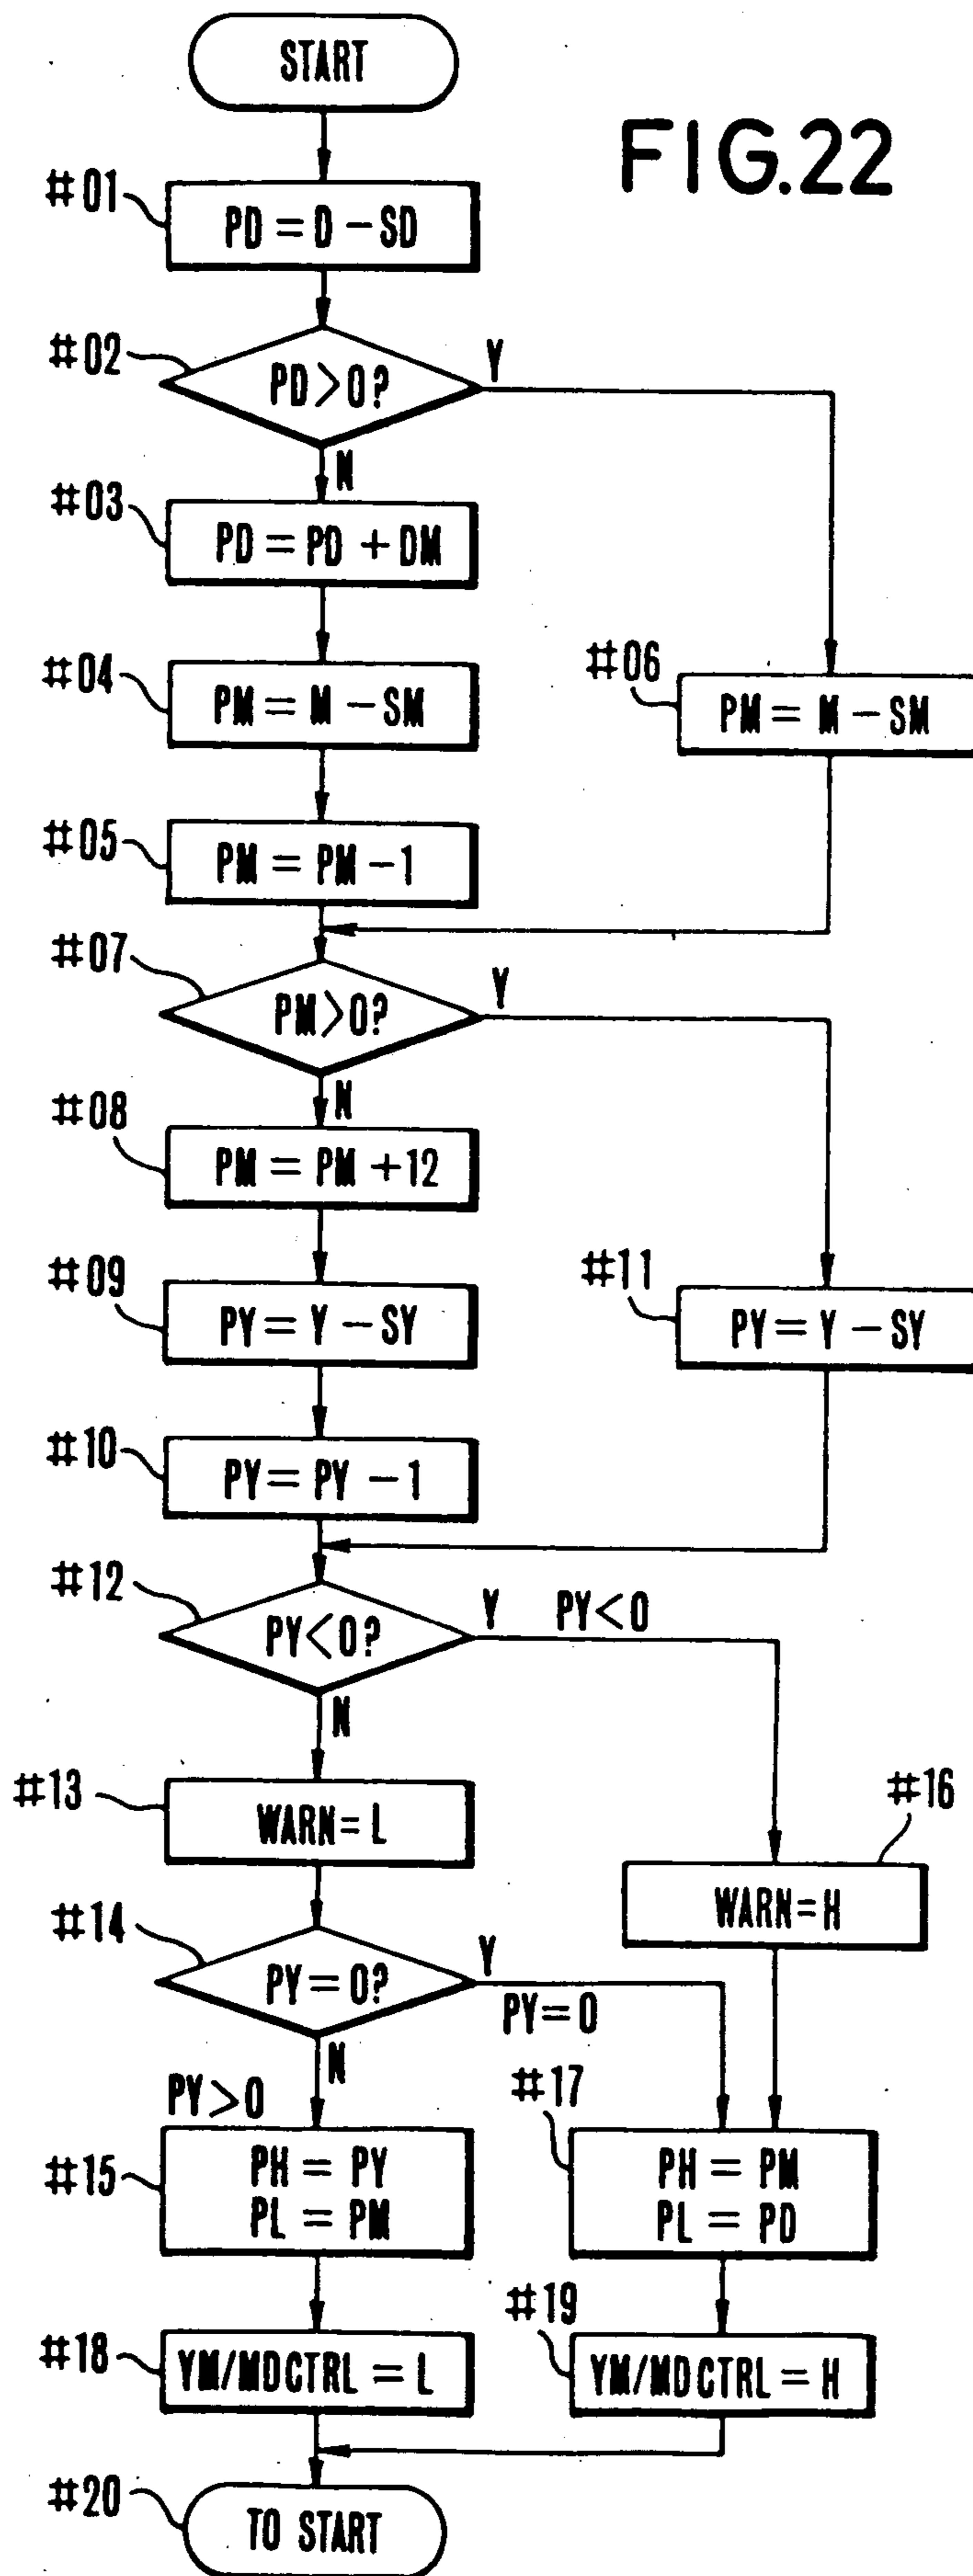 START
FIG.22
#01
PD = D - SD
#02
PD > 0?
Y
N
#03
PD = PD + DM
#04
PM = M - SM
#06
PM = M - SM
#05
PM = PM - 1
#07
PM>0?
Y
N
#08
PM = PM +12
#09
PY = Y - SY
#11
PY = Y - SY
#10
PY = PY - 1
#12
PY<0?
Y PY<0
N
#13
WARN = L
#16
WARN = H
#14
PY = 0?
Y
PY=0
N
PY>0
#17
#15
PH = PY
PL = PM
PH = PM
PL = PD
#18
YM/MDCTRL = L
#19
YM/MDCTRL = H
#20
TO START